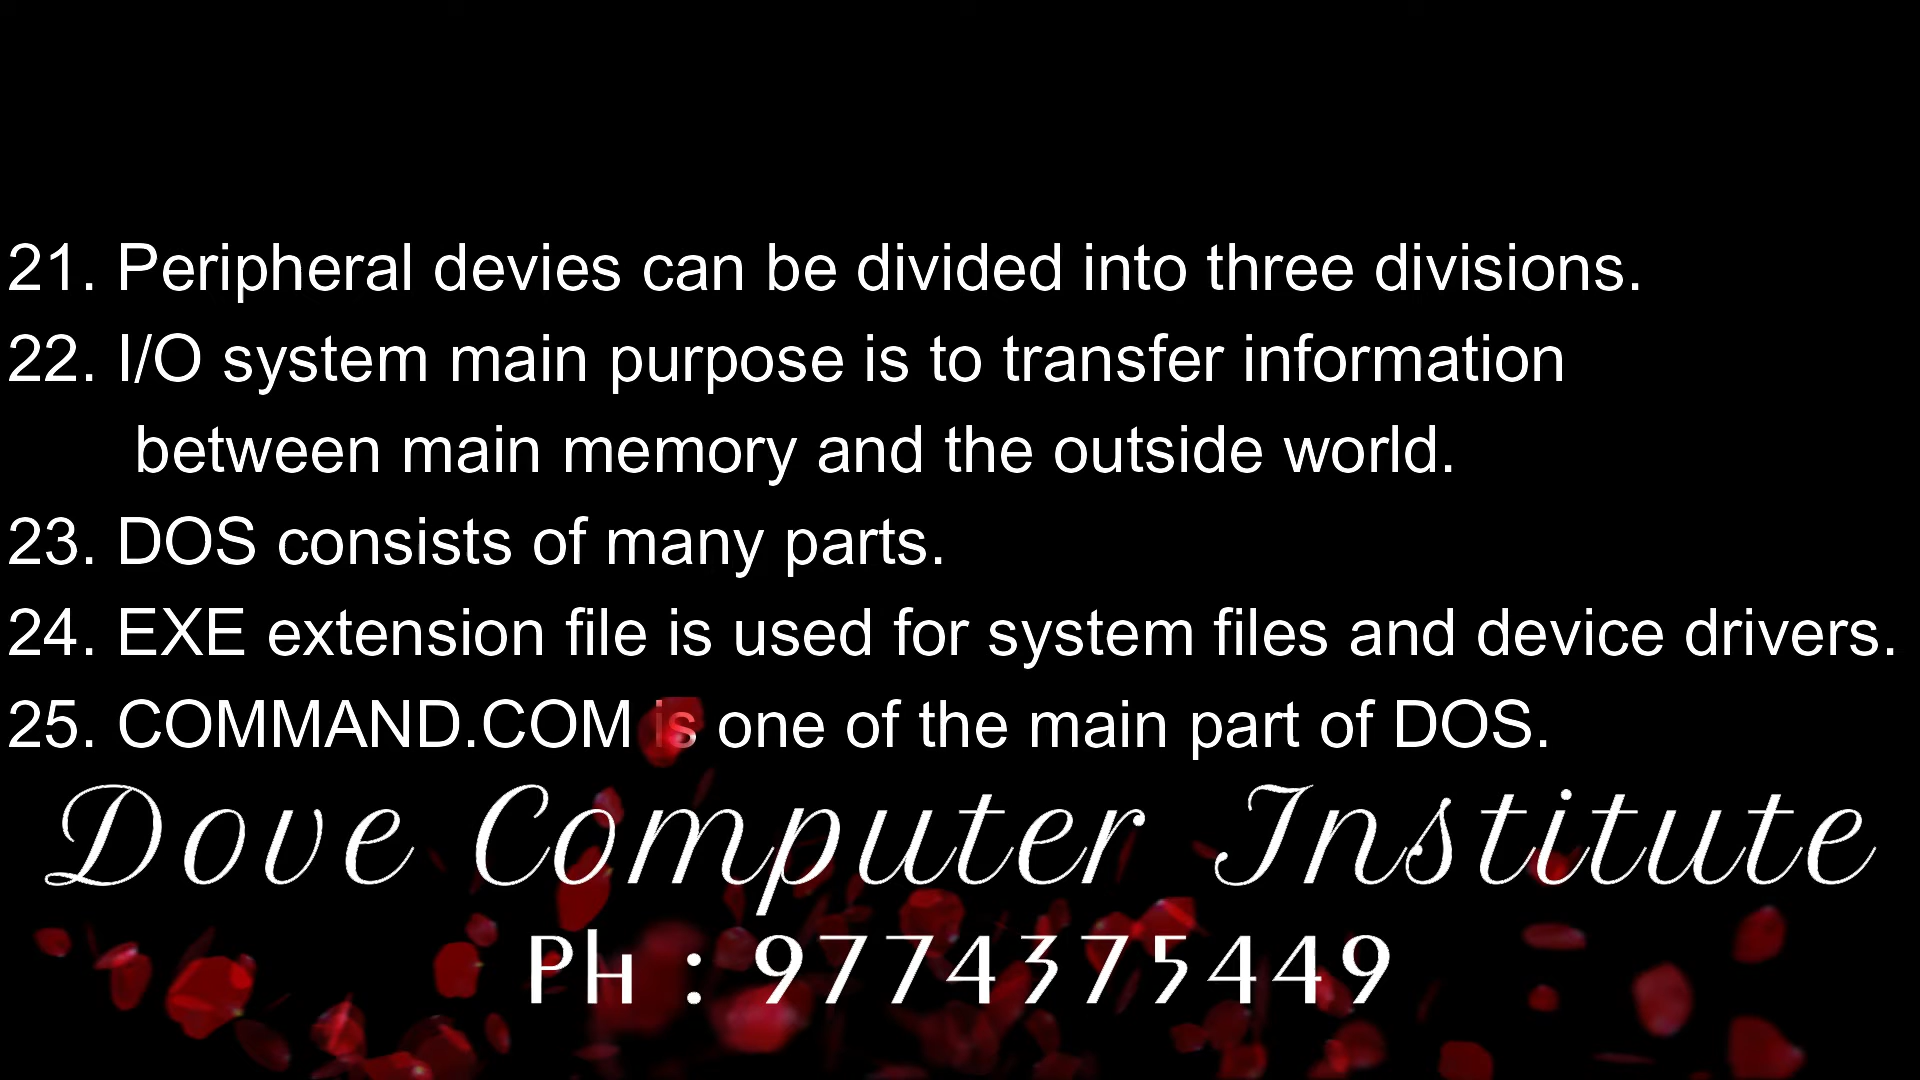 21. Peripheral devies can be divided into three divisions.
22. I/O system main purpose is to transfer information
between main memory and the outside world.
23. DOS consists of many parts.
24. EXE extension file is used for system files and device drivers.
25. COMMAND.COM is one of the main part of DOS.
Dove Computer Institute
Ph : 9774375449